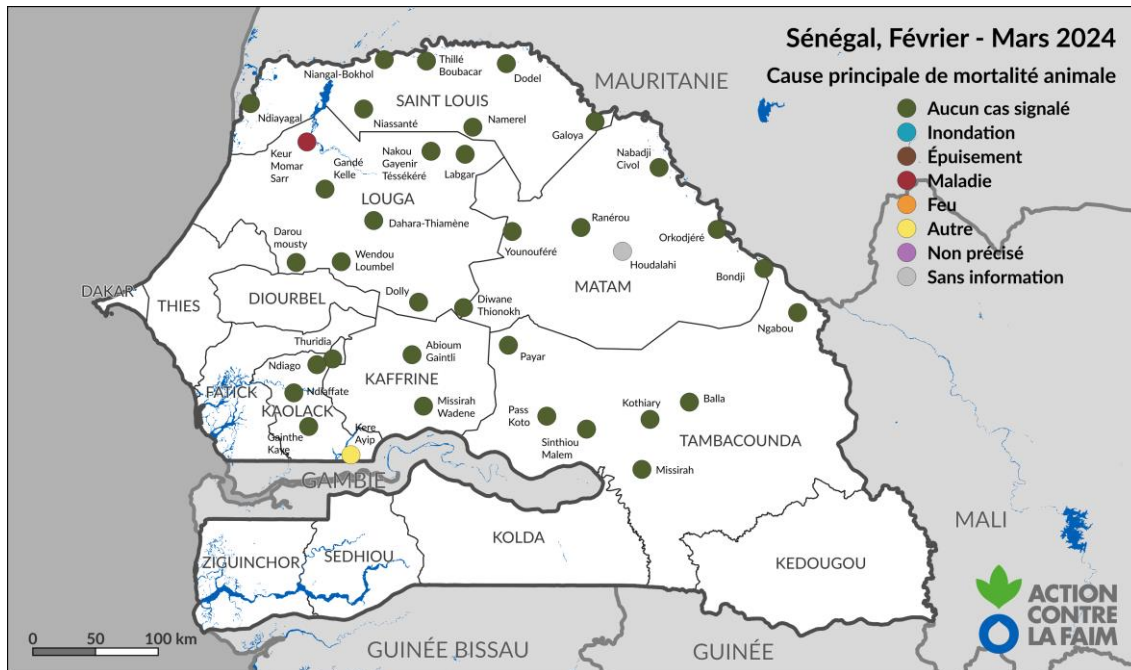 Sénégal, Février - Mars 2024
Cause principale de mortalité animale
Aucun cas signalé
Inondation
Épuisement
Maladie
Feu
Autre
Non précisé
Sans information
MAURITANIE
Niangal-Bokhol
Thillé
Boubacar
Dodel
SAINT LOUIS
Ndiayagal
Niassanté
Namerel
Galoya
Keur
Momar
Sarr
Gandé
Kelle
Nakou
Gayenir
Téssékéré
Labgar
Nabadji
Civol
LOUGA
Dahara-Thiamène
Ranérou
Darou
mousty
Wendou
Loumbel
Younouféré
Houdalahi
Orkodjéré
Bondji
DAKAR
THIES
DIOURBEL
Dolly
Diwane
Thionokh
MATAM
Ngabou
Thuridia
Ndiago
Abioum
Gaintli
Payar
KAFFRINE
FATICK
Ndiaffate
KAOLACK
Missirah
Wadene
Gainthe
Kaye
Kere
Ayip
Pass
Koto
Sinthiou
Malem
Kothiary
Balla
TAMBACOUNDA
Missirah
GAMBIE
MALI
ZIGUINCHOR
SEDHIOU
KOLDA
KEDOUGOU
GUINÉE BISSAU
GUINÉE
0 50 100 km
ACTION
CONTRE
LA FAIM